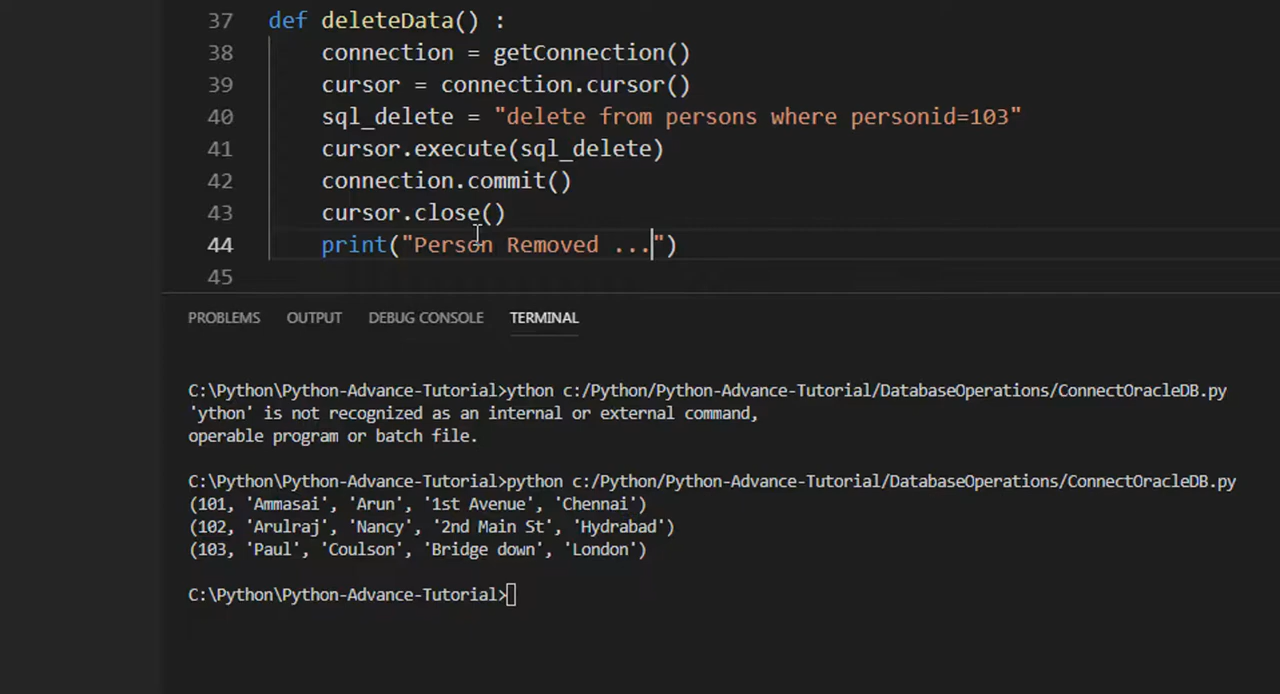 37 def deleteData() :
38     connection = getConnection()
39     cursor = connection.cursor()
40     sql_delete = "delete from persons where personid=103"
41     cursor.execute(sql_delete)
42     connection.commit()
43     cursor.close()
44     print("Person Removed ...")
45
PROBLEMS OUTPUT DEBUG CONSOLE TERMINAL
C:\Python\Python-Advance-Tutorial>ython c:/Python/Python-Advance-Tutorial/DatabaseOperations/ConnectOracleDB.py
'ython' is not recognized as an internal or external command,
operable program or batch file.
C:\Python\Python-Advance-Tutorial>python c:/Python/Python-Advance-Tutorial/DatabaseOperations/ConnectOracleDB.py
(101, 'Ammasai', 'Arun', '1st Avenue', 'Chennai')
(102, 'Arulraj', 'Nancy', '2nd Main St', 'Hydrabad')
(103, 'Paul', 'Coulson', 'Bridge down', 'London')
C:\Python\Python-Advance-Tutorial>